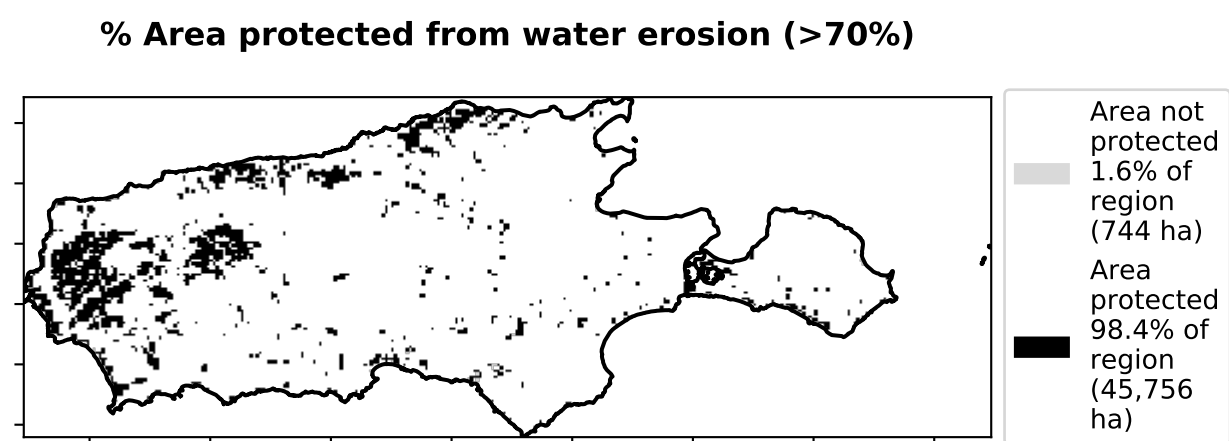 % Area protected from water erosion (>70%)
Area not
protected
1.6% of
region
(744 ha)
Area
protected
98.4% of
region
(45,756
ha)